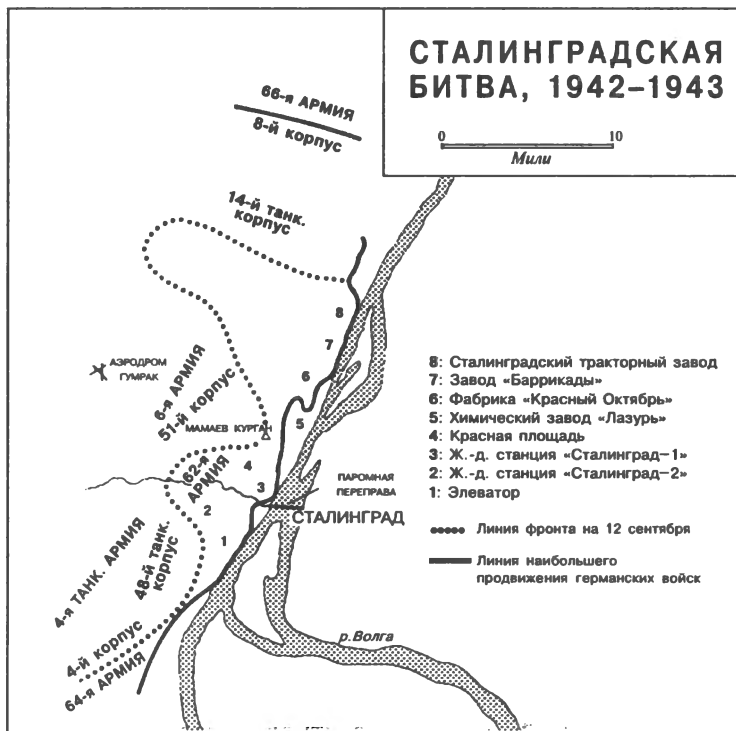 СТАЛИНГРАДСКАЯ
БИТВА, 1942–1943
0 10
Мили
66-я АРМИЯ
8-й корпус
14-й танк.
корпус
АЭРОДРОМ
ГУМРАК
6-я АРМИЯ
51-й корпус
МАМАЕВ КУРГАН
62-я
АРМИЯ
8
7
6
5
4
3
2
1
ПАРОМНАЯ
ПЕРЕПРАВА
СТАЛИНГРАД
4-я ТАНК. АРМИЯ
48-й танк.
корпус
4-й корпус
64-я АРМИЯ
р.Волга
8: Сталинградский тракторный завод
7: Завод «Баррикады»
6: Фабрика «Красный Октябрь»
5: Химический завод «Лазурь»
4: Красная площадь
3: Ж.-д. станция «Сталинград–1»
2: Ж.-д. станция «Сталинград–2»
1: Элеватор
Линия фронта на 12 сентября
Линия наибольшего
продвижения германских войск